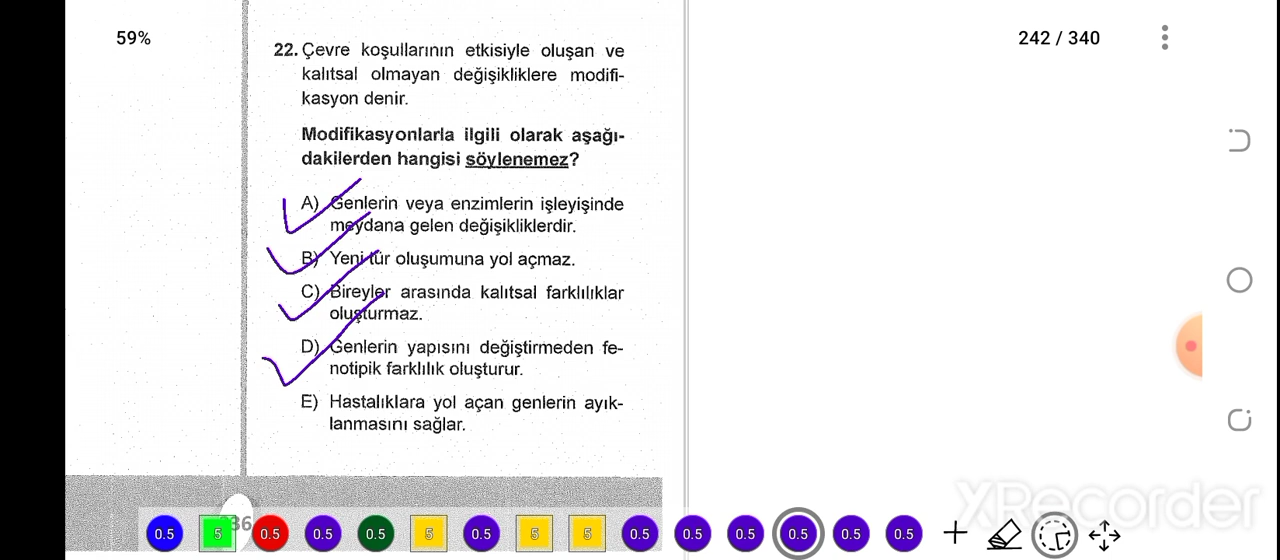 59%
242 / 340
22. Çevre koşullarının etkisiyle oluşan ve
kalıtsal olmayan değişikliklere modifi-
kasyon denir.
Modifikasyonlarla ilgili olarak aşağı-
dakilerden hangisi söylenemez?
A) Genlerin veya enzimlerin işleyişinde
meydana gelen değişikliklerdir.
B) Yeni tür oluşumuna yol açmaz.
C) Bireyler arasında kalıtsal farklılıklar
oluşturmaz.
D) Genlerin yapısını değiştirmeden fe-
notipik farklılık oluşturur.
E) Hastalıklara yol açan genlerin ayık-
lanmasını sağlar.
36
0.5 5 0.5 0.5 0.5 5 0.5 5 5 0.5 0.5 0.5 0.5 0.5 0.5
XRecorder